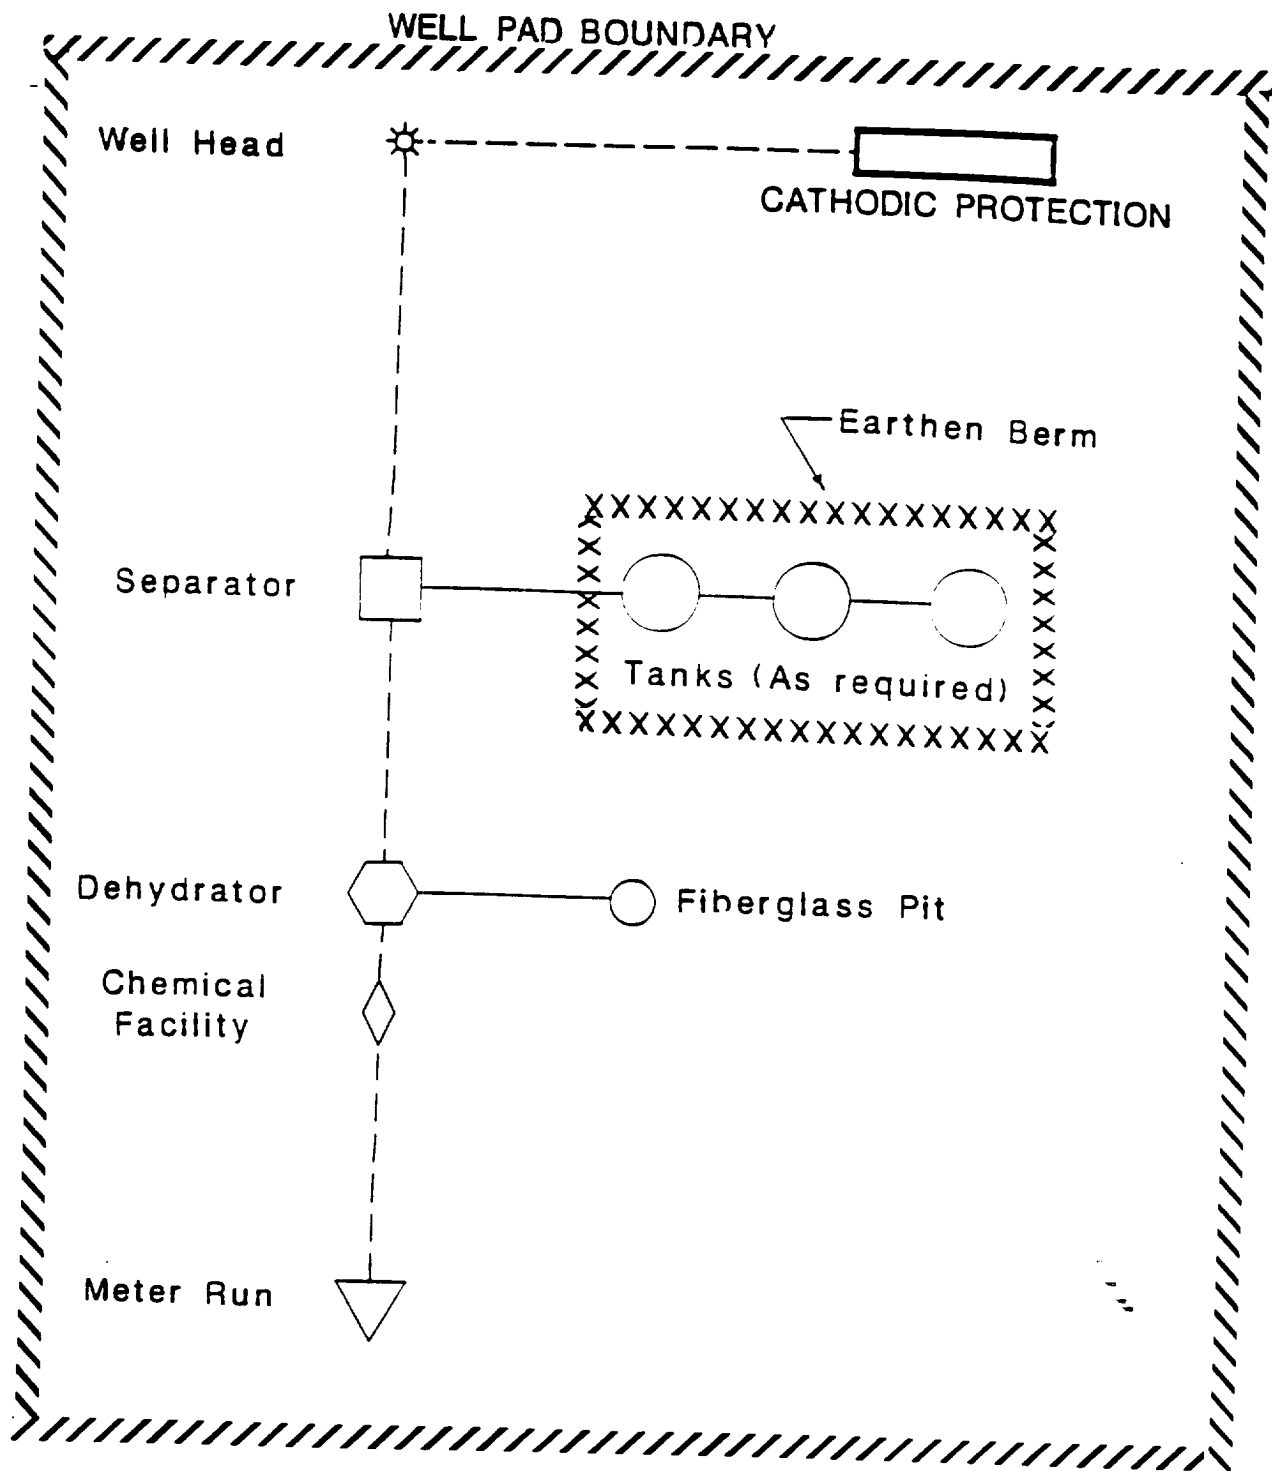 WELL PAD BOUNDARY
Well Head
CATHODIC PROTECTION
Earthen Berm
Separator
Tanks (As required)
Dehydrator
Fiberglass Pit
Chemical
Facility
Meter Run